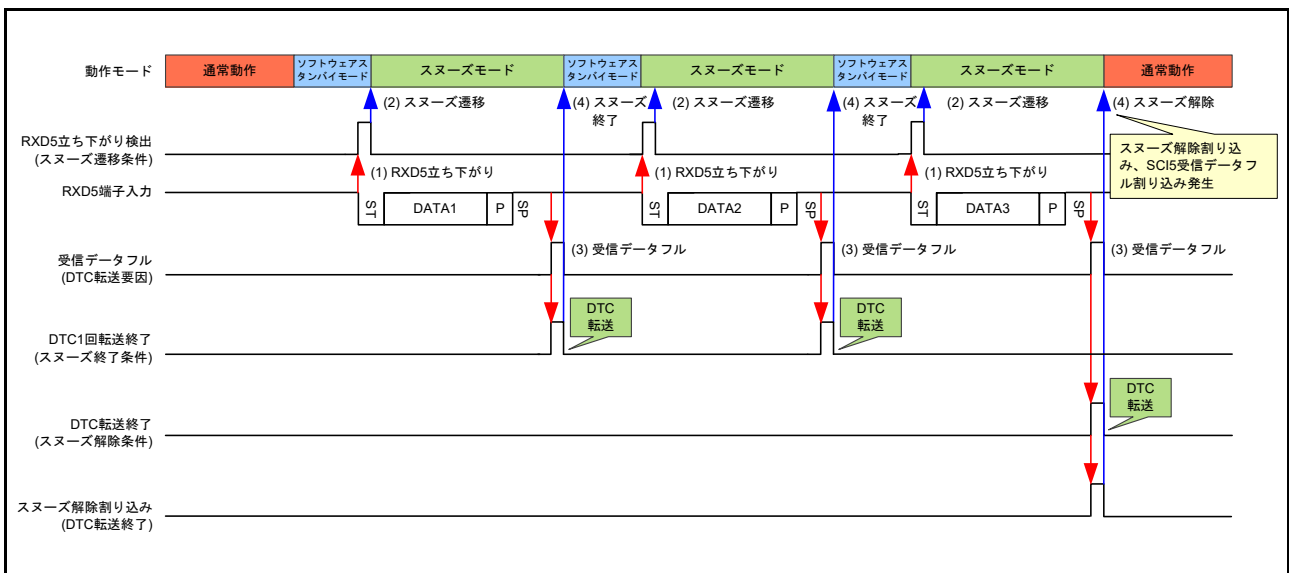 動作モード
通常動作
ソフトウェアス
タンバイモード
スヌーズモード
ソフトウェアス
タンバイモード
スヌーズモード
ソフトウェアス
タンバイモード
スヌーズモード
通常動作
(2) スヌーズ遷移
(4) スヌーズ
終了
(2) スヌーズ遷移
(4) スヌーズ
終了
(2) スヌーズ遷移
(4) スヌーズ解除
RXD5立ち下がり検出
(スヌーズ遷移条件)
スヌーズ解除割り込
み、SCI5受信データフ
ル割り込み発生
(1) RXD5立ち下がり
(1) RXD5立ち下がり
(1) RXD5立ち下がり
RXD5端子入力
ST
DATA1
P
SP
ST
DATA2
P
SP
ST
DATA3
P
SP
受信データフル
(DTC転送要因)
(3) 受信データフル
(3) 受信データフル
(3) 受信データフル
DTC
転送
DTC
転送
DTC1回転送終了
(スヌーズ終了条件)
DTC
転送
DTC転送終了
(スヌーズ解除条件)
スヌーズ解除割り込み
(DTC転送終了)